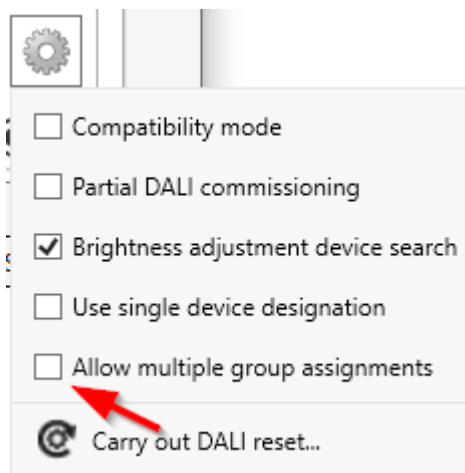 Compatibility mode
Partial DALI commissioning
Brightness adjustment device search
Use single device designation
Allow multiple group assignments
Carry out DALI reset...